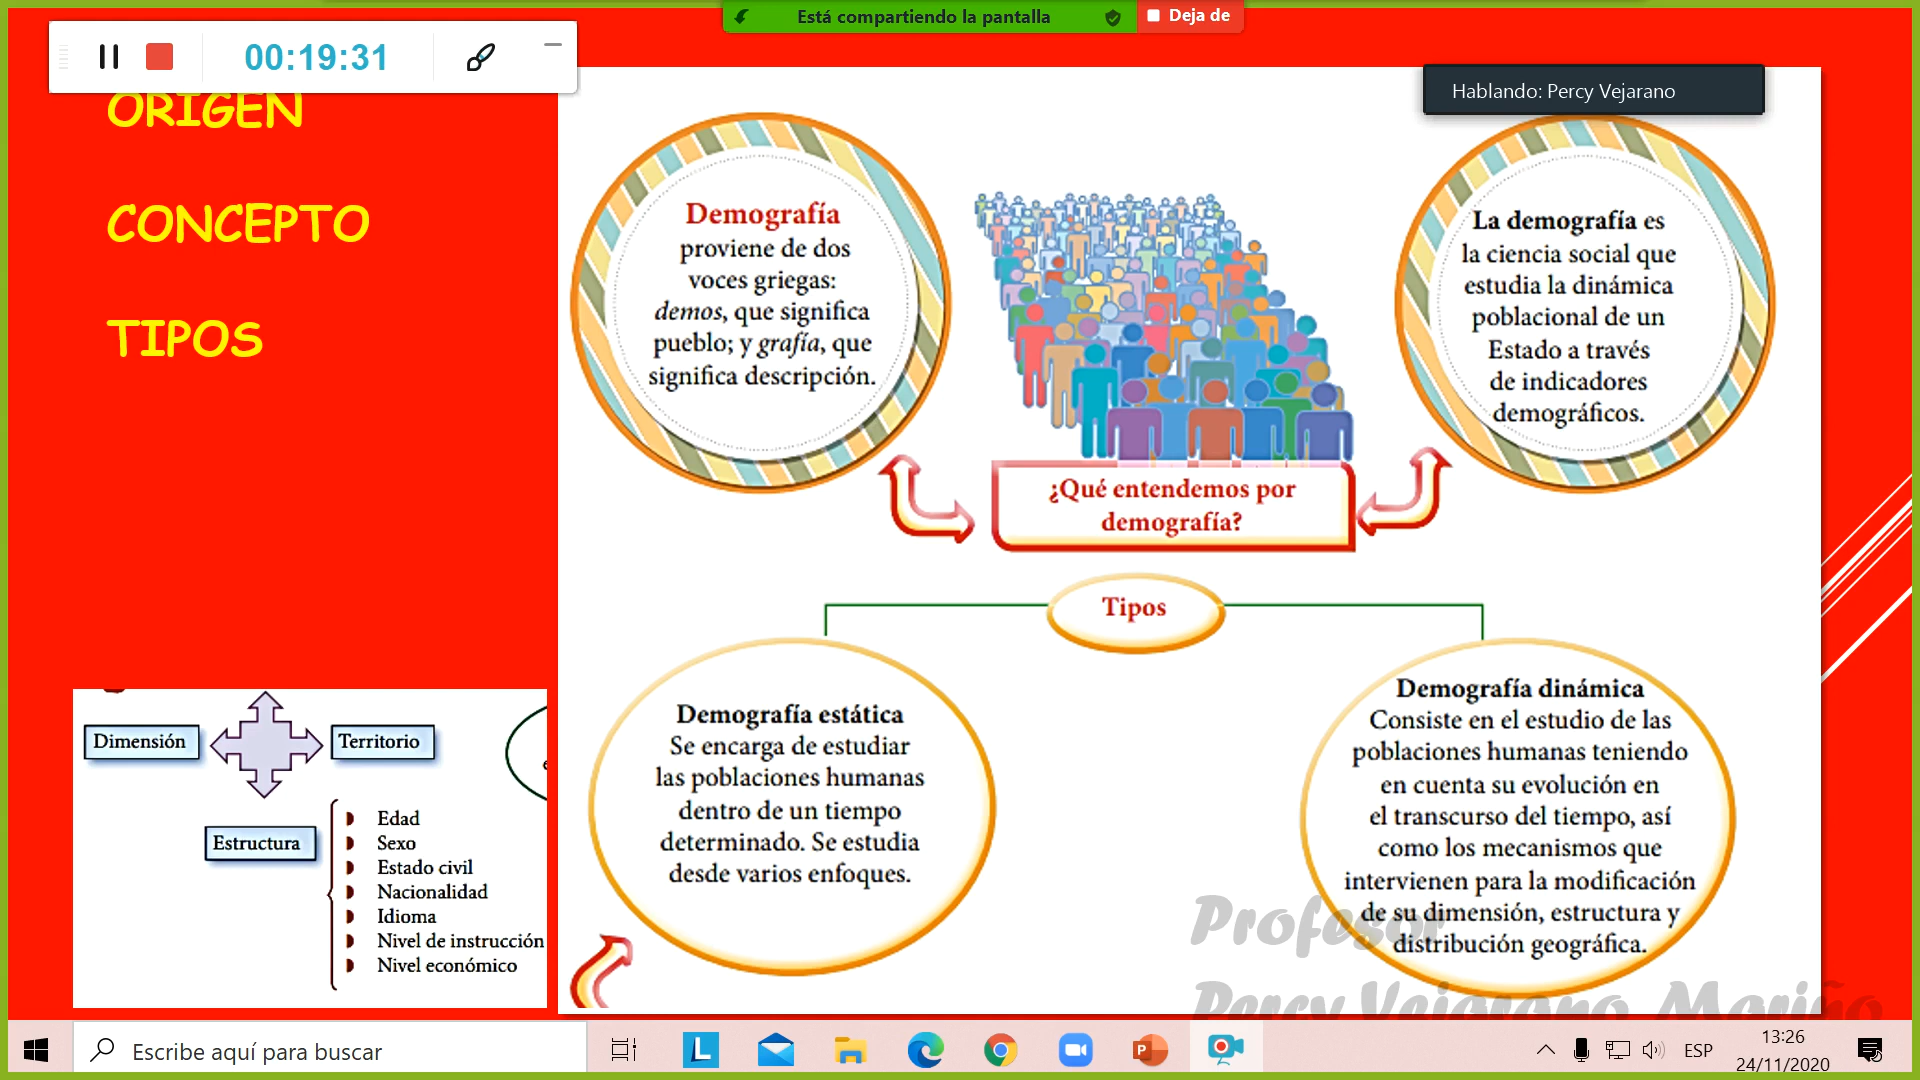 Está compartiendo la pantalla
Deja de
00:19:31
Hablando: Percy Vejarano
ORIGEN
CONCEPTO
TIPOS
Demografía
proviene de dos
voces griegas:
demos, que significa
pueblo; y grafía, que
significa descripción.
La demografía es
la ciencia social que
estudia la dinámica
poblacional de un
Estado a través
de indicadores
demográficos.
¿Qué entendemos por
demografía?
Tipos
Demografía estática
Se encarga de estudiar
las poblaciones humanas
dentro de un tiempo
determinado. Se estudia
desde varios enfoques.
Demografía dinámica
Consiste en el estudio de las
poblaciones humanas teniendo
en cuenta su evolución en
el transcurso del tiempo, así
como los mecanismos que
intervienen para la modificación
de su dimensión, estructura y
distribución geográfica.
Dimensión
Territorio
Estructura
Edad
Sexo
Estado civil
Nacionalidad
Idioma
Nivel de instrucción
Nivel económico
Profesor
Percy Vejarano Mariño
Escribe aquí para buscar
L
P
ESP
13:26
24/11/2020